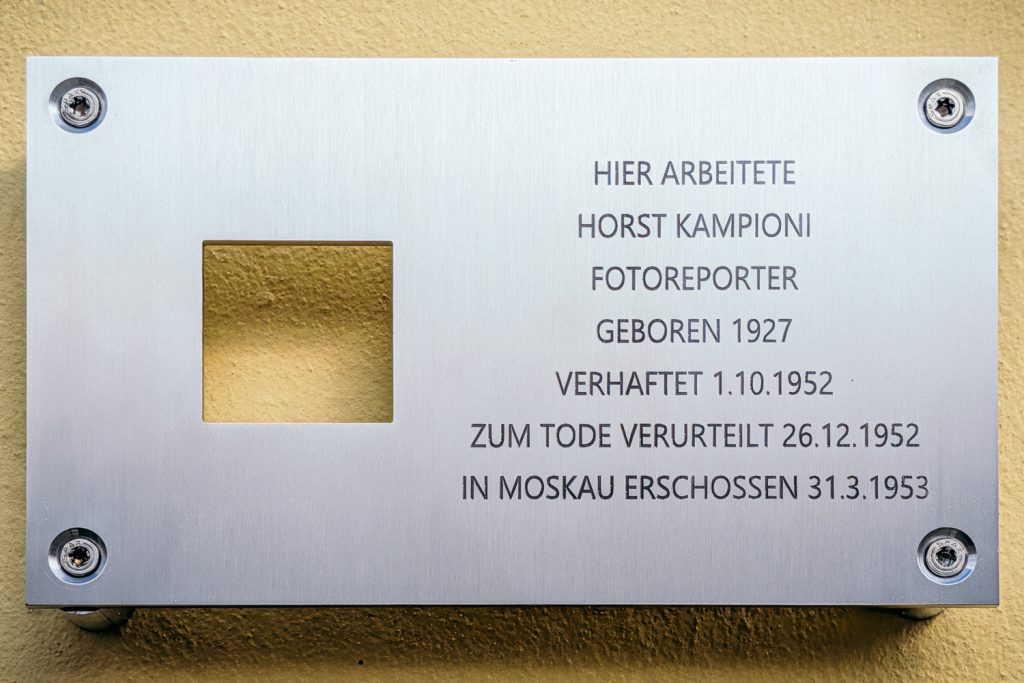 HIER ARBEITETE
HORST KAMPIONI
FOTOREPORTER
GEBOREN 1927
VERHAFTET 1.10.1952
ZUM TODE VERURTEILT 26.12.1952
IN MOSKAU ERSCHOSSEN 31.3.1953